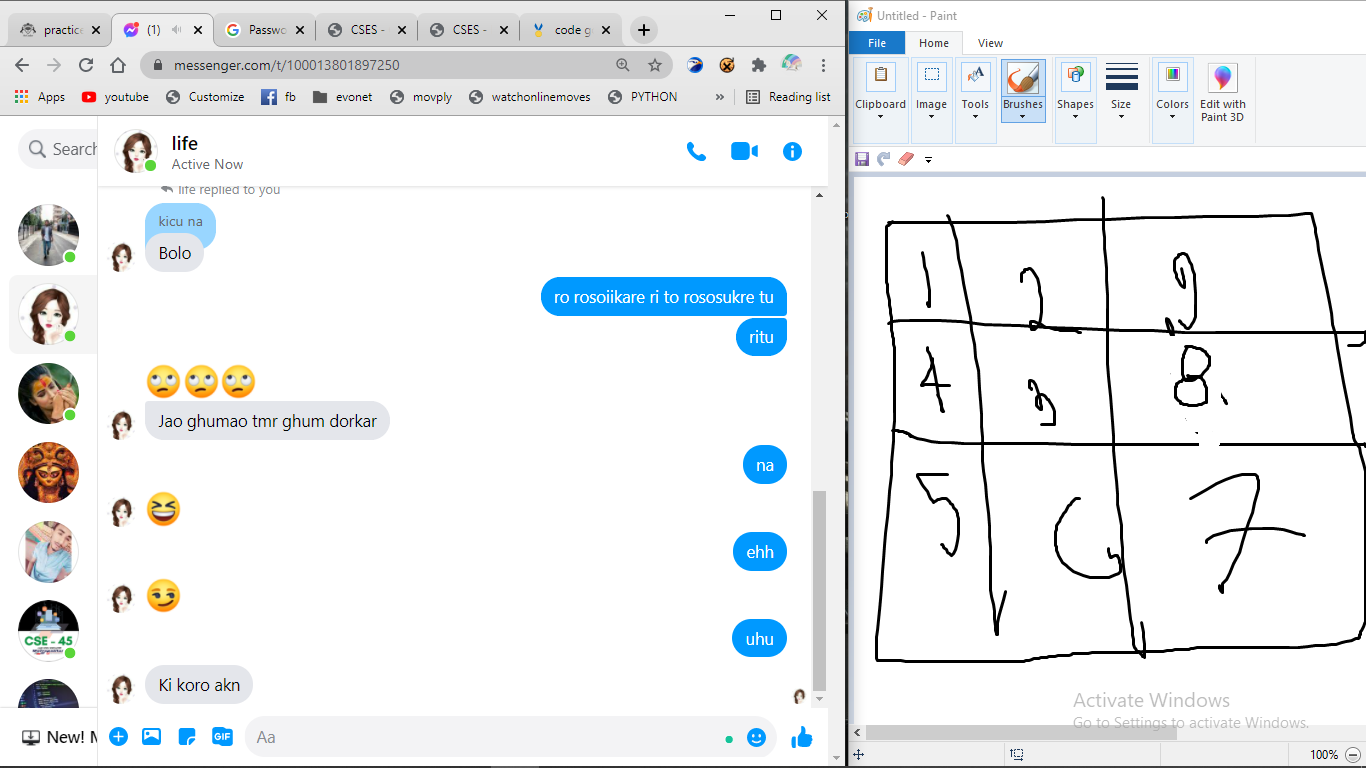 practice
(1)
Passwo
CSES -
CSES -
code g
Untitled - Paint
messenger.com/t/100013801897250
File Home View
Apps youtube Customize fb evonet movply watchonlinemoves PYTHON » Reading list
Clipboard Image Tools Brushes Shapes Size Colors Edit with Paint 3D
Search
life
Active Now
life replied to you
kicu na
Bolo
ro rosoiikare ri to rososukre tu
ritu
🙄🙄🙄
Jao ghumao tmr ghum dorkar
na
😆
ehh
😏
uhu
Ki koro akn
CSE - 45
New! M
GIF
Aa
1 2 9
4 3 8
5 6 7
Activate Windows
Go to Settings to activate Windows.
100%